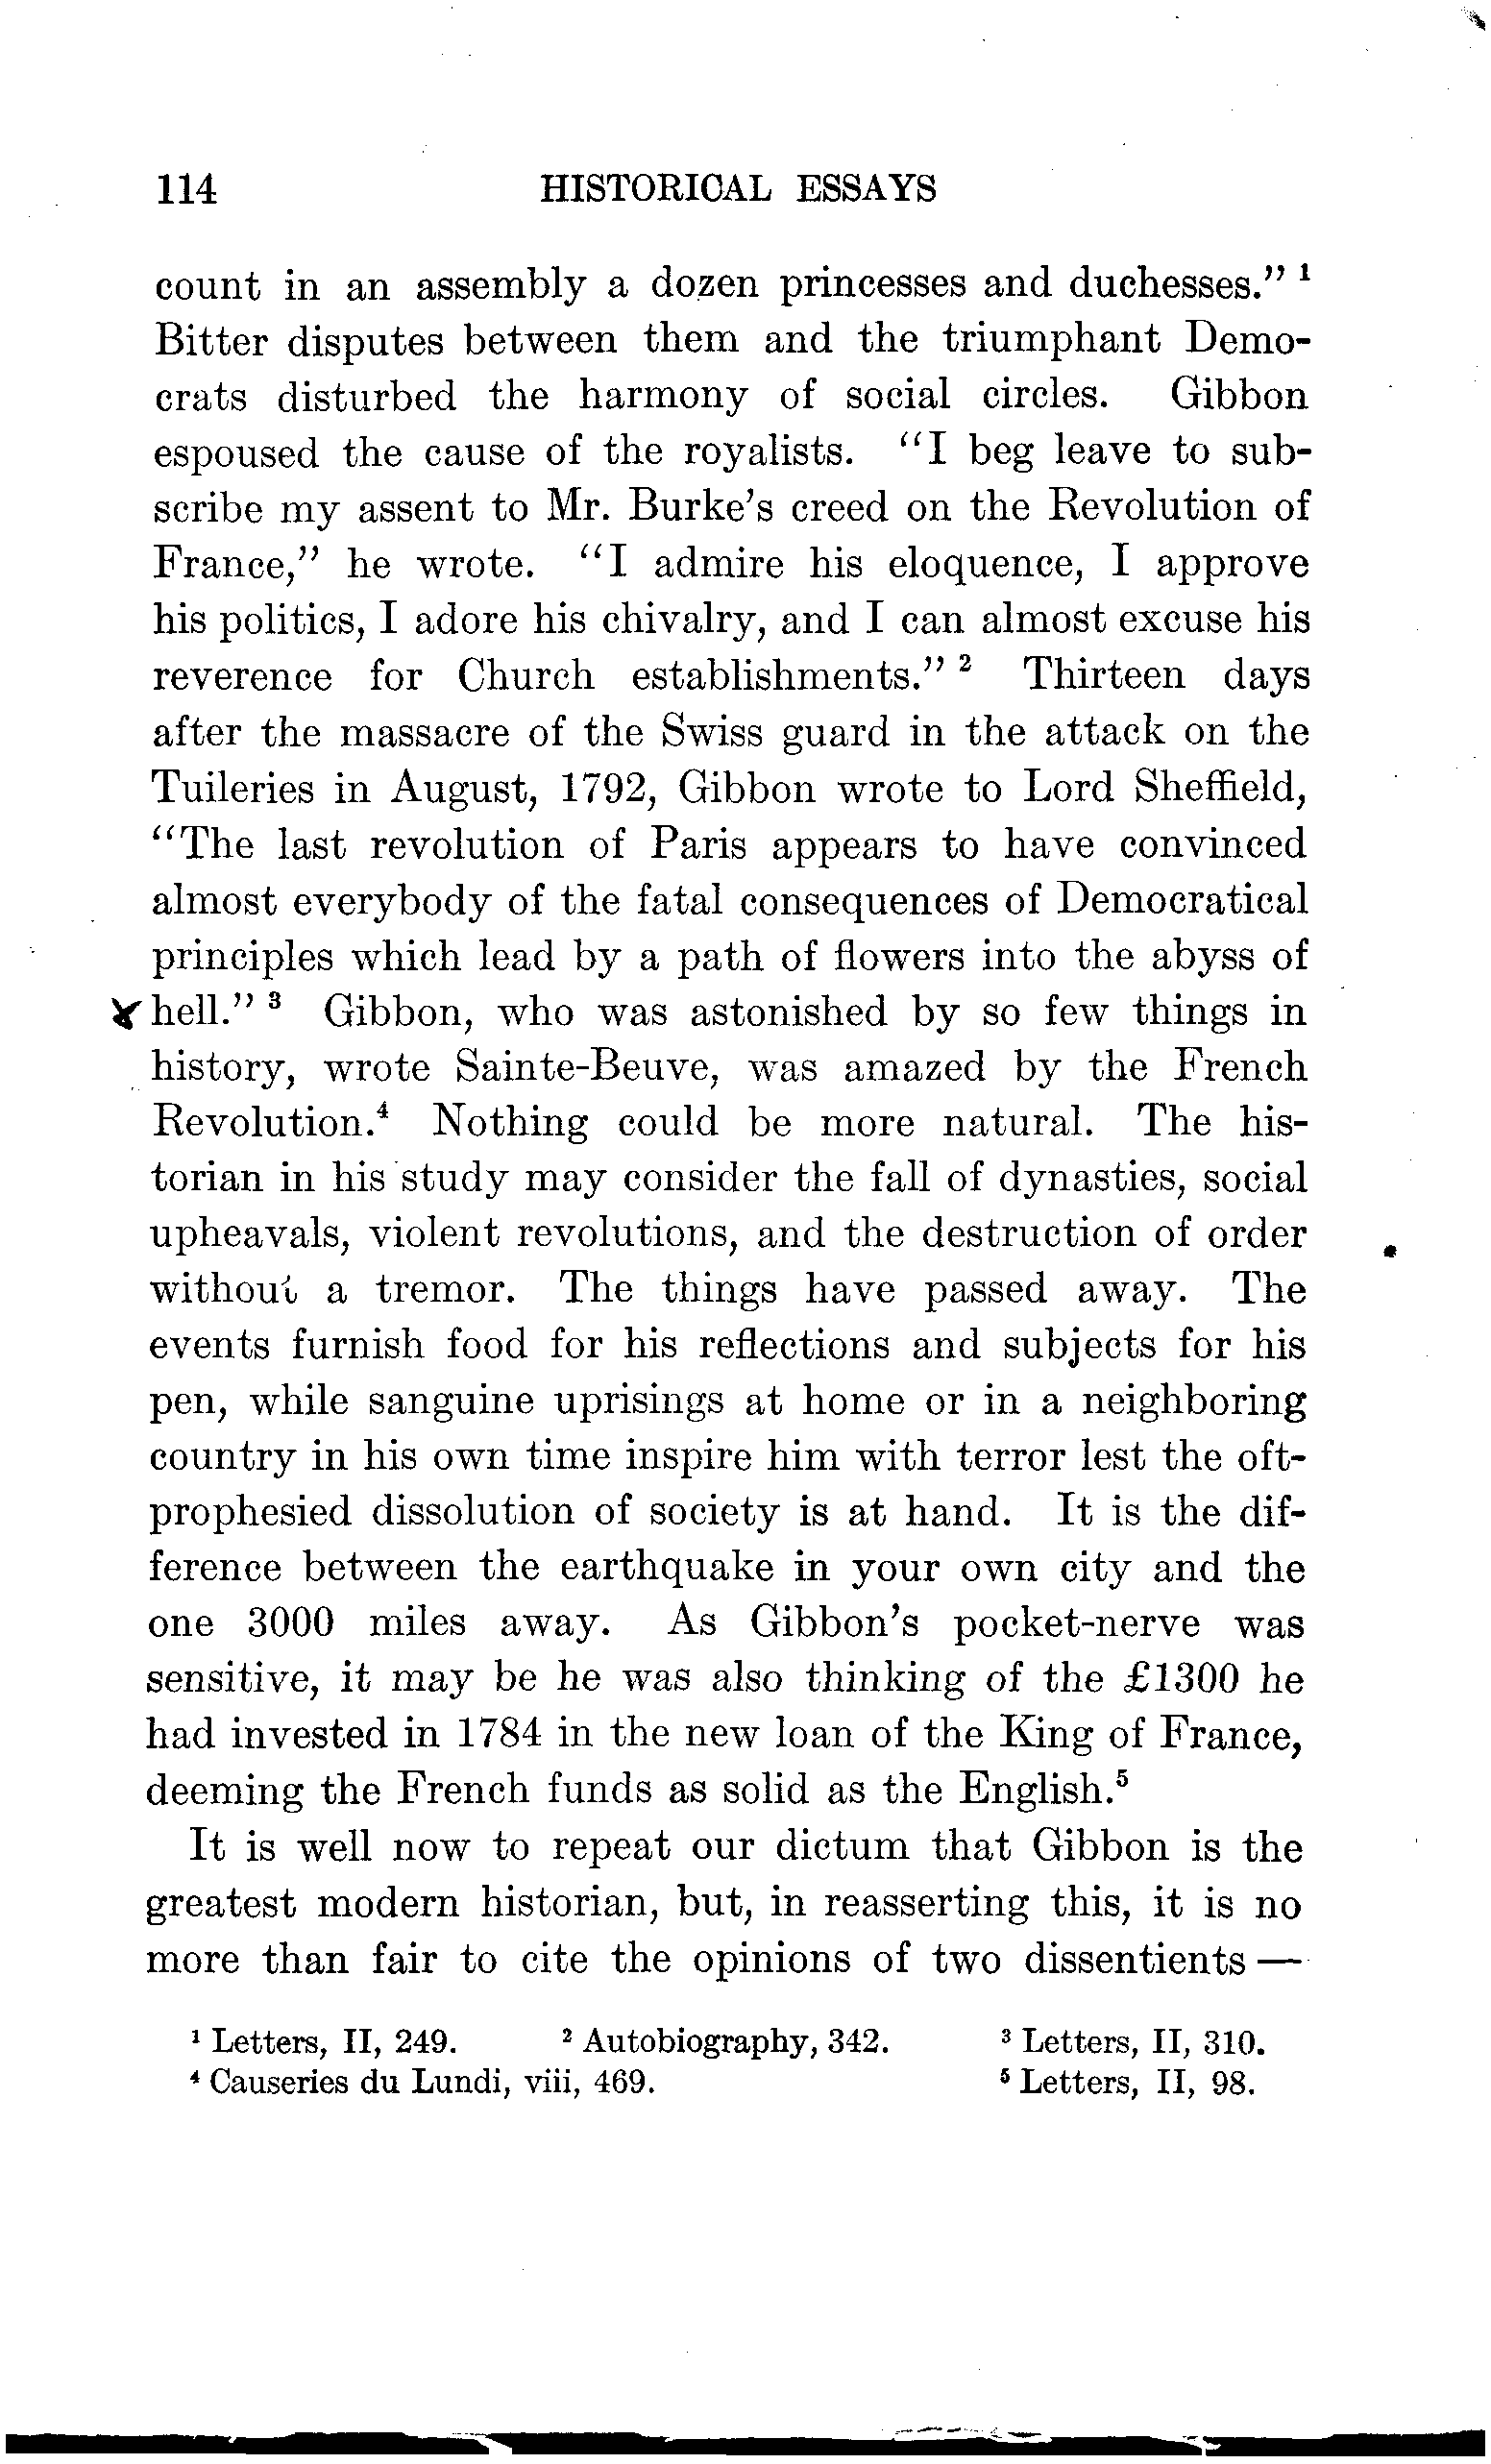 114 HISTORICAL ESSAYS
count in an assembly a dozen princesses and duchesses." ¹
Bitter disputes between them and the triumphant Demo-
crats disturbed the harmony of social circles. Gibbon
espoused the cause of the royalists. "I beg leave to sub-
scribe my assent to Mr. Burke's creed on the Revolution of
France," he wrote. "I admire his eloquence, I approve
his politics, I adore his chivalry, and I can almost excuse his
reverence for Church establishments." ² Thirteen days
after the massacre of the Swiss guard in the attack on the
Tuileries in August, 1792, Gibbon wrote to Lord Sheffield,
"The last revolution of Paris appears to have convinced
almost everybody of the fatal consequences of Democratical
principles which lead by a path of flowers into the abyss of
hell." ³ Gibbon, who was astonished by so few things in
history, wrote Sainte-Beuve, was amazed by the French
Revolution.⁴ Nothing could be more natural. The his-
torian in his study may consider the fall of dynasties, social
upheavals, violent revolutions, and the destruction of order
without a tremor. The things have passed away. The
events furnish food for his reflections and subjects for his
pen, while sanguine uprisings at home or in a neighboring
country in his own time inspire him with terror lest the oft-
prophesied dissolution of society is at hand. It is the dif-
ference between the earthquake in your own city and the
one 3000 miles away. As Gibbon's pocket-nerve was
sensitive, it may be he was also thinking of the £1300 he
had invested in 1784 in the new loan of the King of France,
deeming the French funds as solid as the English.⁵
It is well now to repeat our dictum that Gibbon is the
greatest modern historian, but, in reasserting this, it is no
more than fair to cite the opinions of two dissentients —
¹ Letters, II, 249. ² Autobiography, 342. ³ Letters, II, 310.
⁴ Causeries du Lundi, viii, 469. ⁵ Letters, II, 98.